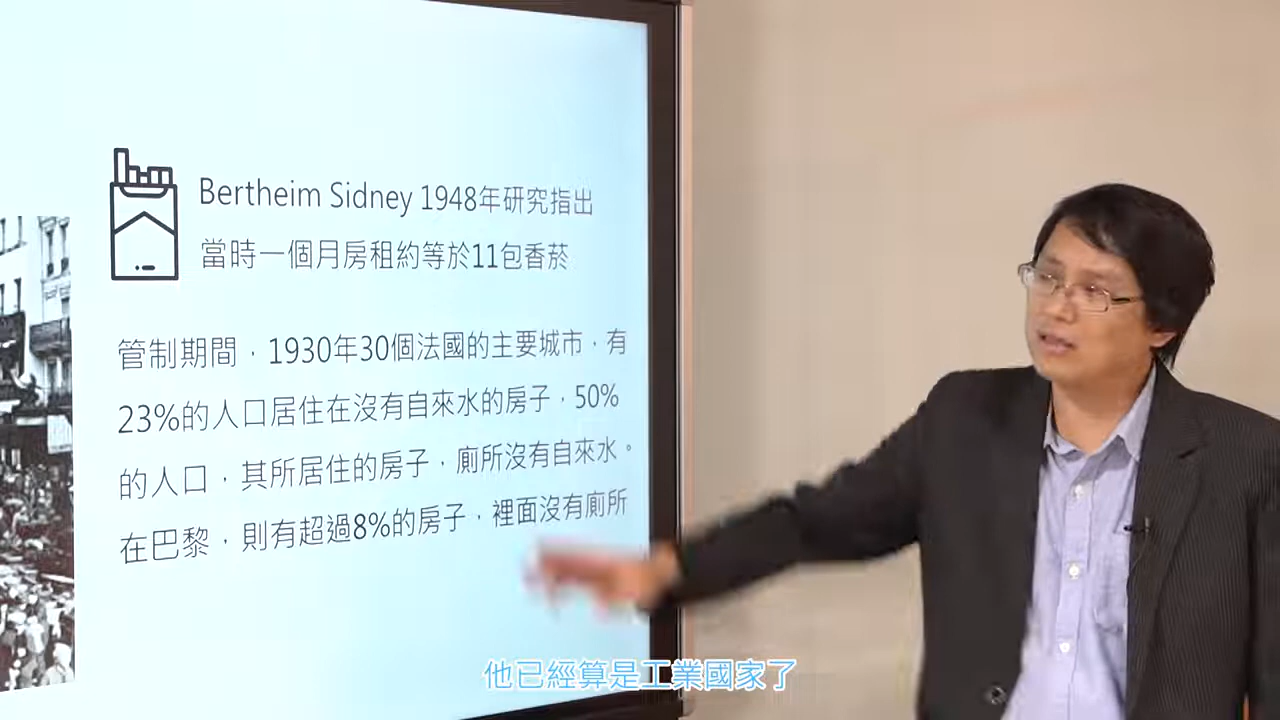 Bertheim Sidney 1948年研究指出
當時一個月房租約等於11包香菸
管制期間，1930年30個法國的主要城市，有
23%的人口居住在沒有自來水的房子，50%
的人口，其所居住的房子，廁所沒有自來水。
在巴黎，則有超過8%的房子，裡面沒有廁所
他已經算是工業國家了